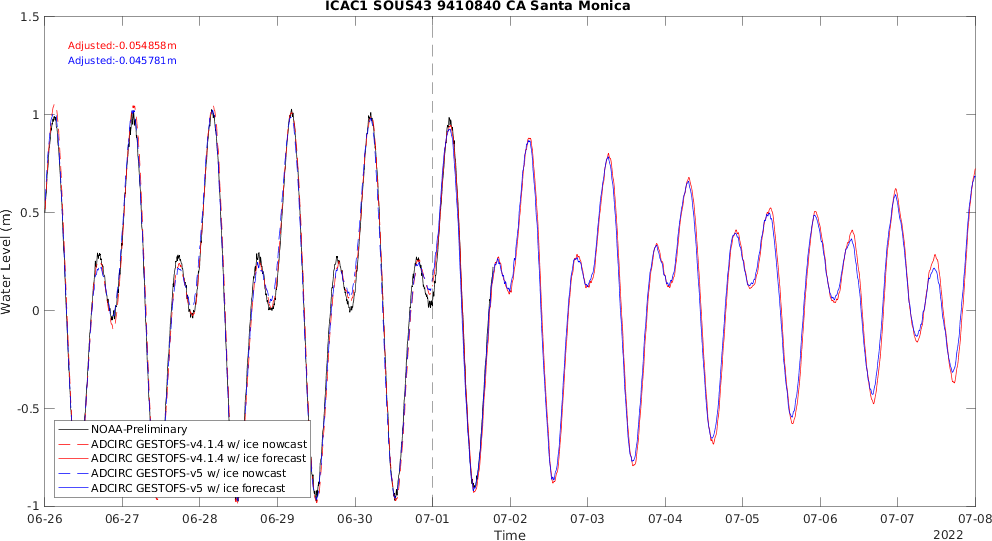 ICAC1 SOUS43 9410840 CA Santa Monica
1.5
Adjusted:-0.054858m
Adjusted:-0.045781m
1
0.5
0
-0.5
-1
Water Level (m)
NOAA-Preliminary
ADCIRC GESTOFS-v4.1.4 w/ ice nowcast
ADCIRC GESTOFS-v4.1.4 w/ ice forecast
ADCIRC GESTOFS-v5 w/ ice nowcast
ADCIRC GESTOFS-v5 w/ ice forecast
06-26 06-27 06-28 06-29 06-30 07-01 07-02 07-03 07-04 07-05 07-06 07-07 07-08
Time
2022